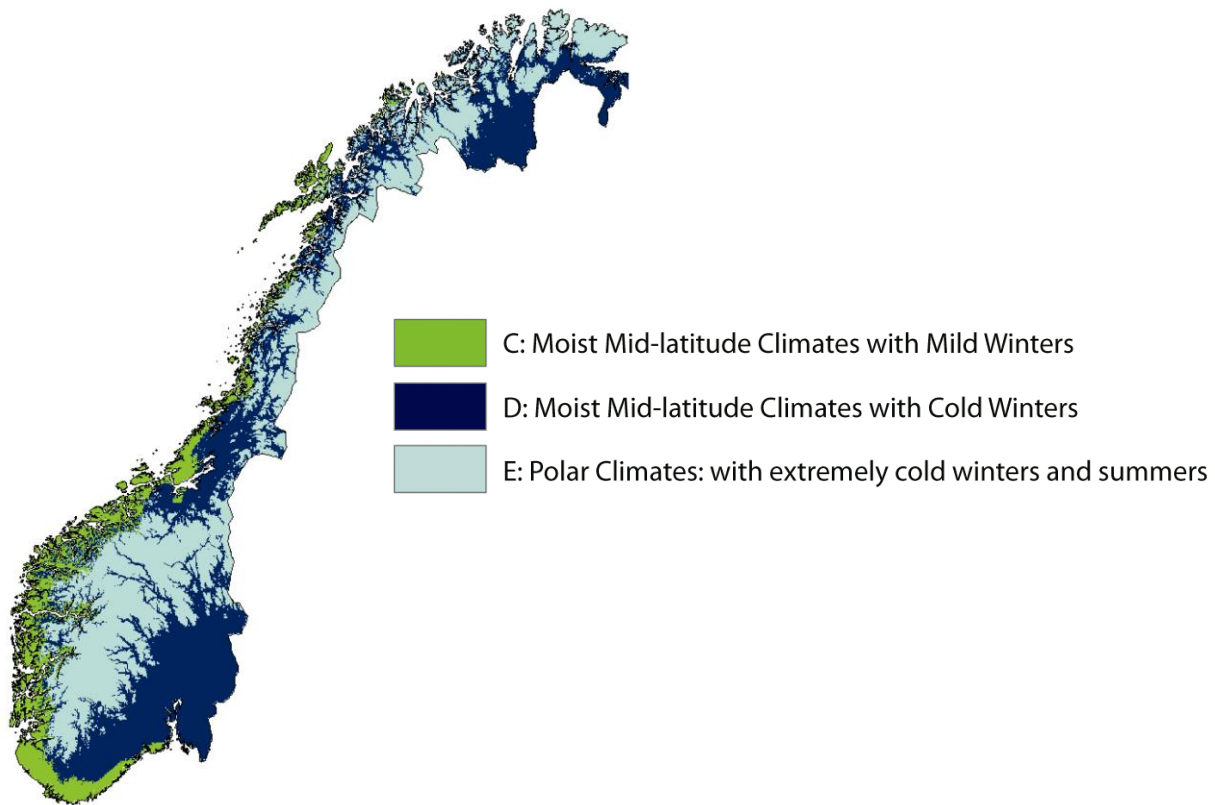 C: Moist Mid-latitude Climates with Mild Winters
D: Moist Mid-latitude Climates with Cold Winters
E: Polar Climates: with extremely cold winters and summers